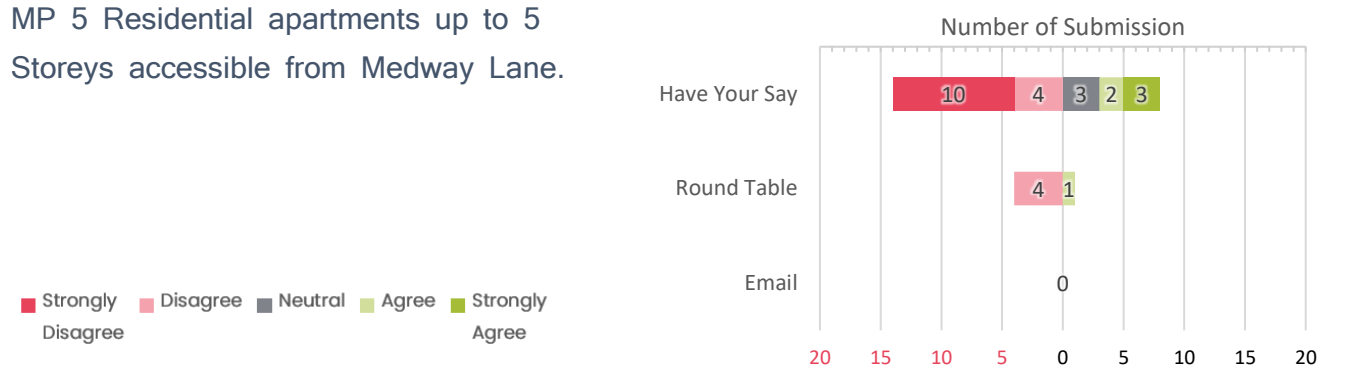 MP 5 Residential apartments up to 5
Storeys accessible from Medway Lane.
Number of Submission
Have Your Say
10 4 3 2 3
Round Table
4 1
Email
0
20 15 10 5 0 5 10 15 20
Strongly Disagree Neutral Agree Strongly
Disagree Agree